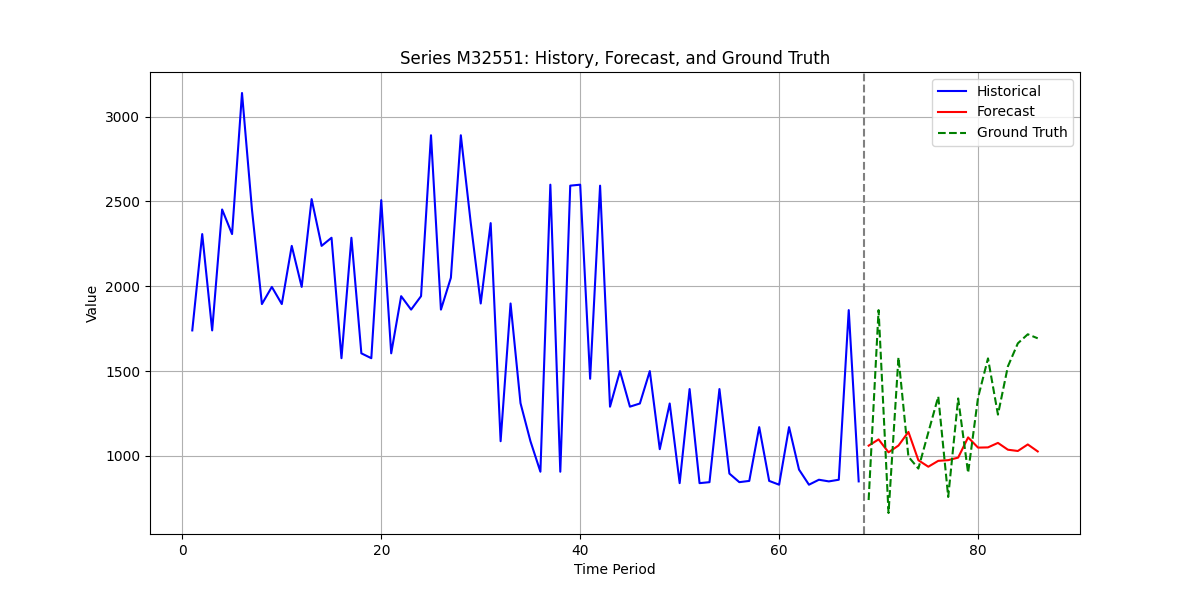 Series M32551: History, Forecast, and Ground Truth
Historical
Forecast
Ground Truth
3000
2500
2000
1500
1000
Value
0 20 40 60 80
Time Period